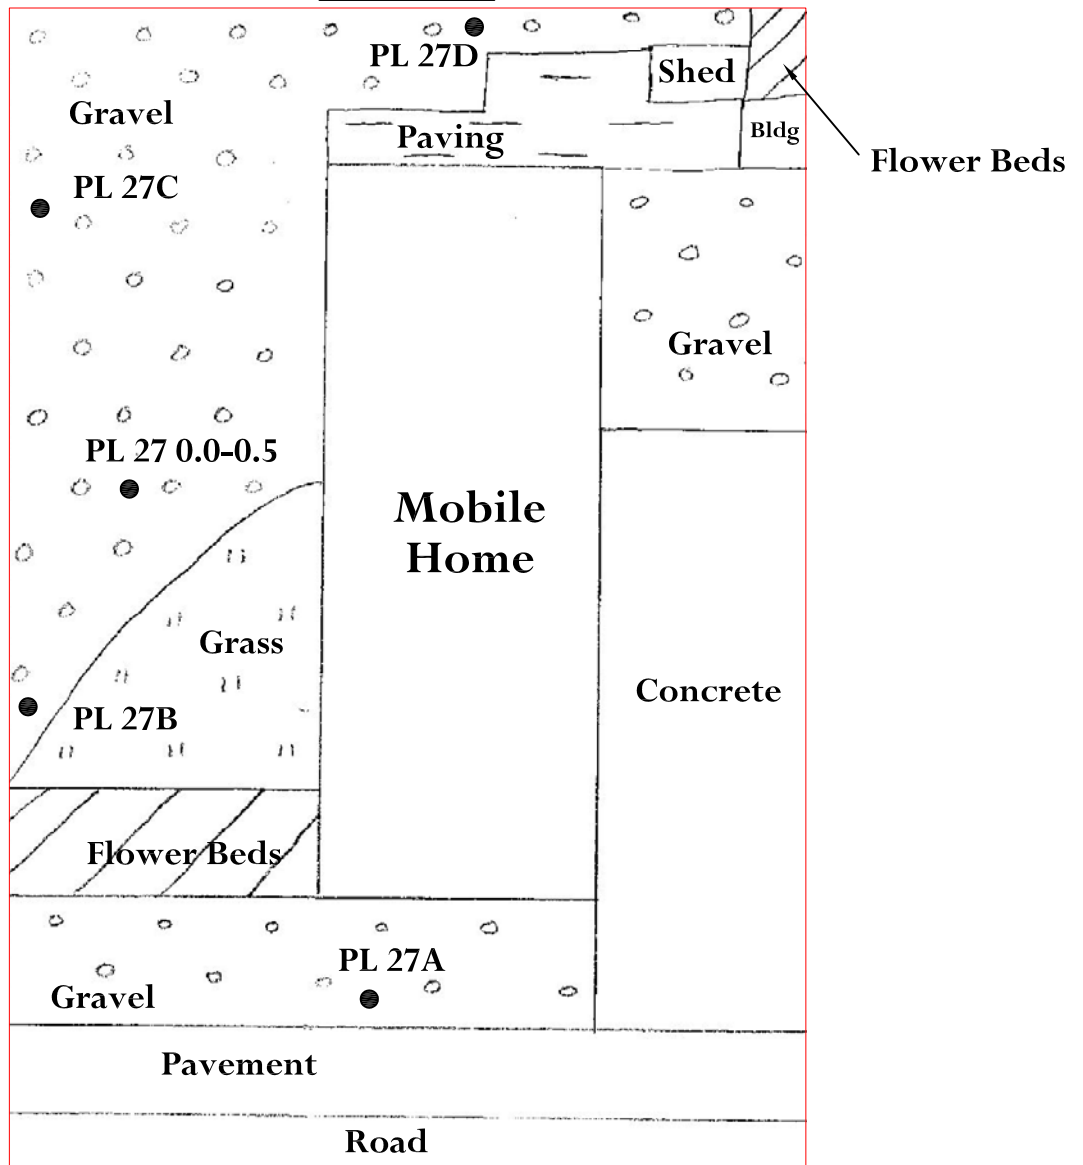 PL 27D
Shed
Gravel
Bldg
Paving
Flower Beds
PL 27C
Gravel
PL 27 0.0-0.5
Mobile
Home
Grass
Concrete
PL 27B
Flower Beds
PL 27A
Gravel
Pavement
Road